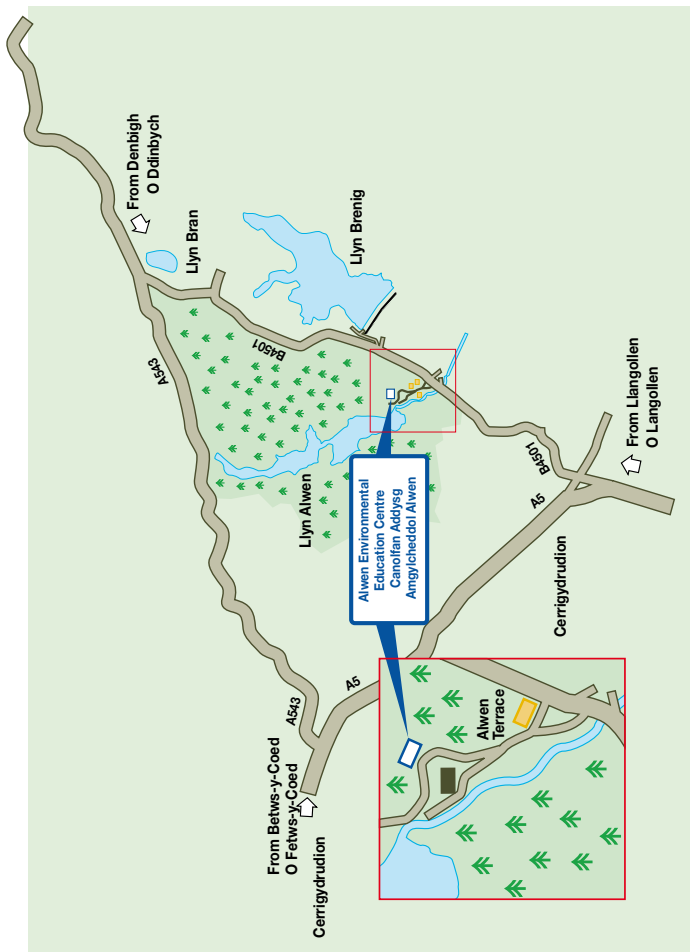 From Denbigh
O Ddinbych
Llyn Bran
Llyn Brenig
A543
B4501
Llyn Alwen
Alwen Environmental
Education Centre
Canolfan Addysg
Amgylcheddol Alwen
B4501
A5
From Llangollen
O Langollen
Cerrigydrudion
A5
A543
From Betws-y-Coed
O Fetws-y-Coed
Cerrigydrudion
Alwen
Terrace